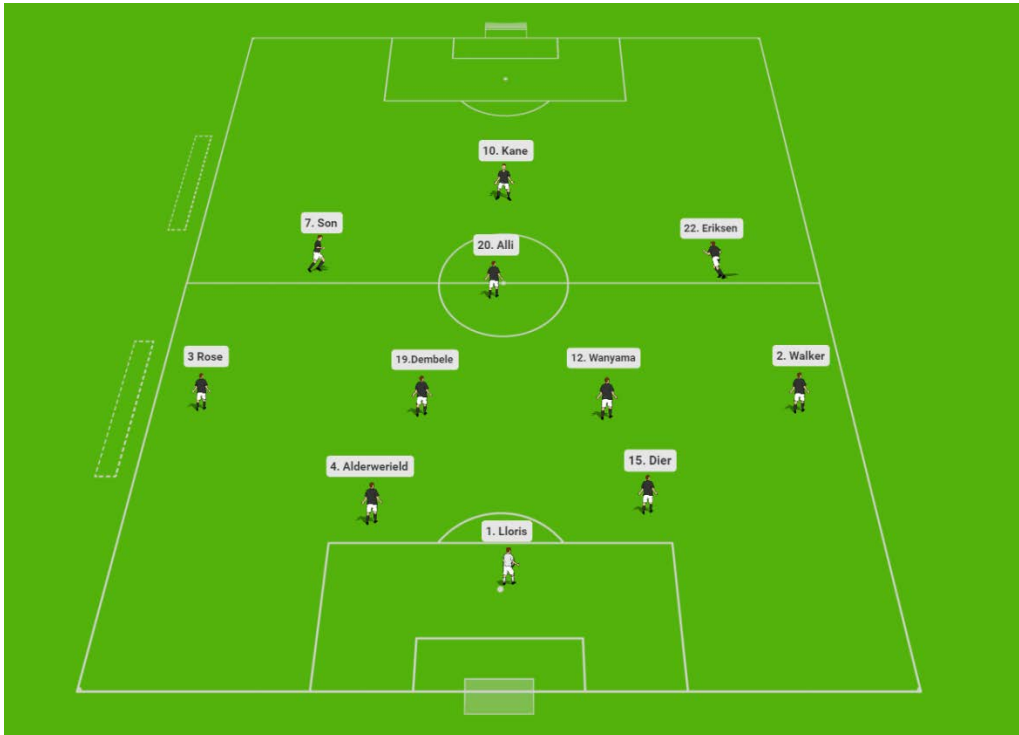 10. Kane
7. Son
20. Alli
22. Eriksen
3 Rose
19.Dembele
12. Wanyama
2. Walker
4. Alderwerield
15. Dier
1. Lloris